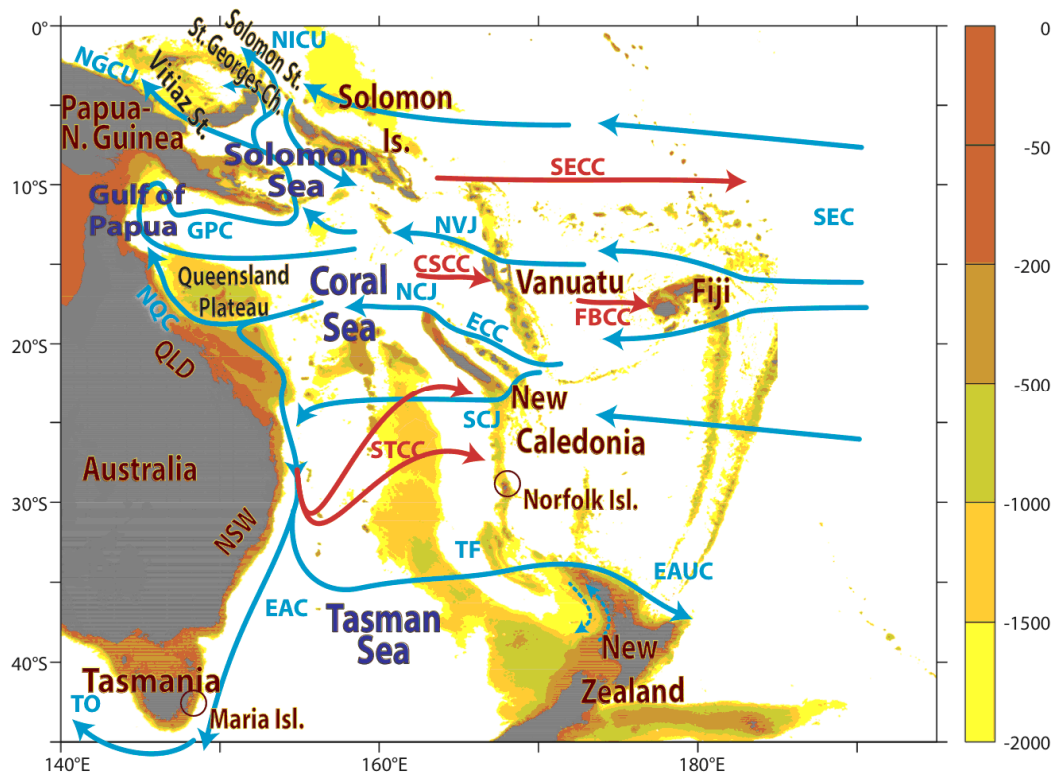 0°
10°S
20°S
30°S
40°S
140°E
160°E
180°E
NICU
Solomon St.
St. Georges Ch.
NGCU
Vitiaz St.
Solomon
Is.
Papua-
N. Guinea
Solomon
Sea
SECC
Gulf of
Papua
GPC
NVJ
SEC
CSCC
Vanuatu
Fiji
Queensland
Plateau
Coral
Sea
NCJ
FBCC
NQC
ECC
QLD
New
Caledonia
SCJ
STCC
Australia
Norfolk Isl.
NSW
TF
EAUC
EAC
Tasman
Sea
New
Zealand
Tasmania
TO
Maria Isl.
0
-50
-200
-500
-1000
-1500
-2000